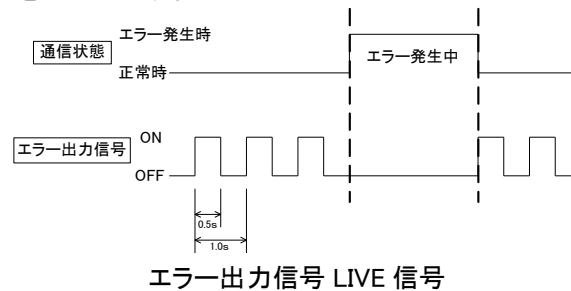 エラー発生時
通信状態
エラー発生中
正常時
ON
エラー出力信号
OFF
0.5s
1.0s
エラー出力信号 LIVE 信号